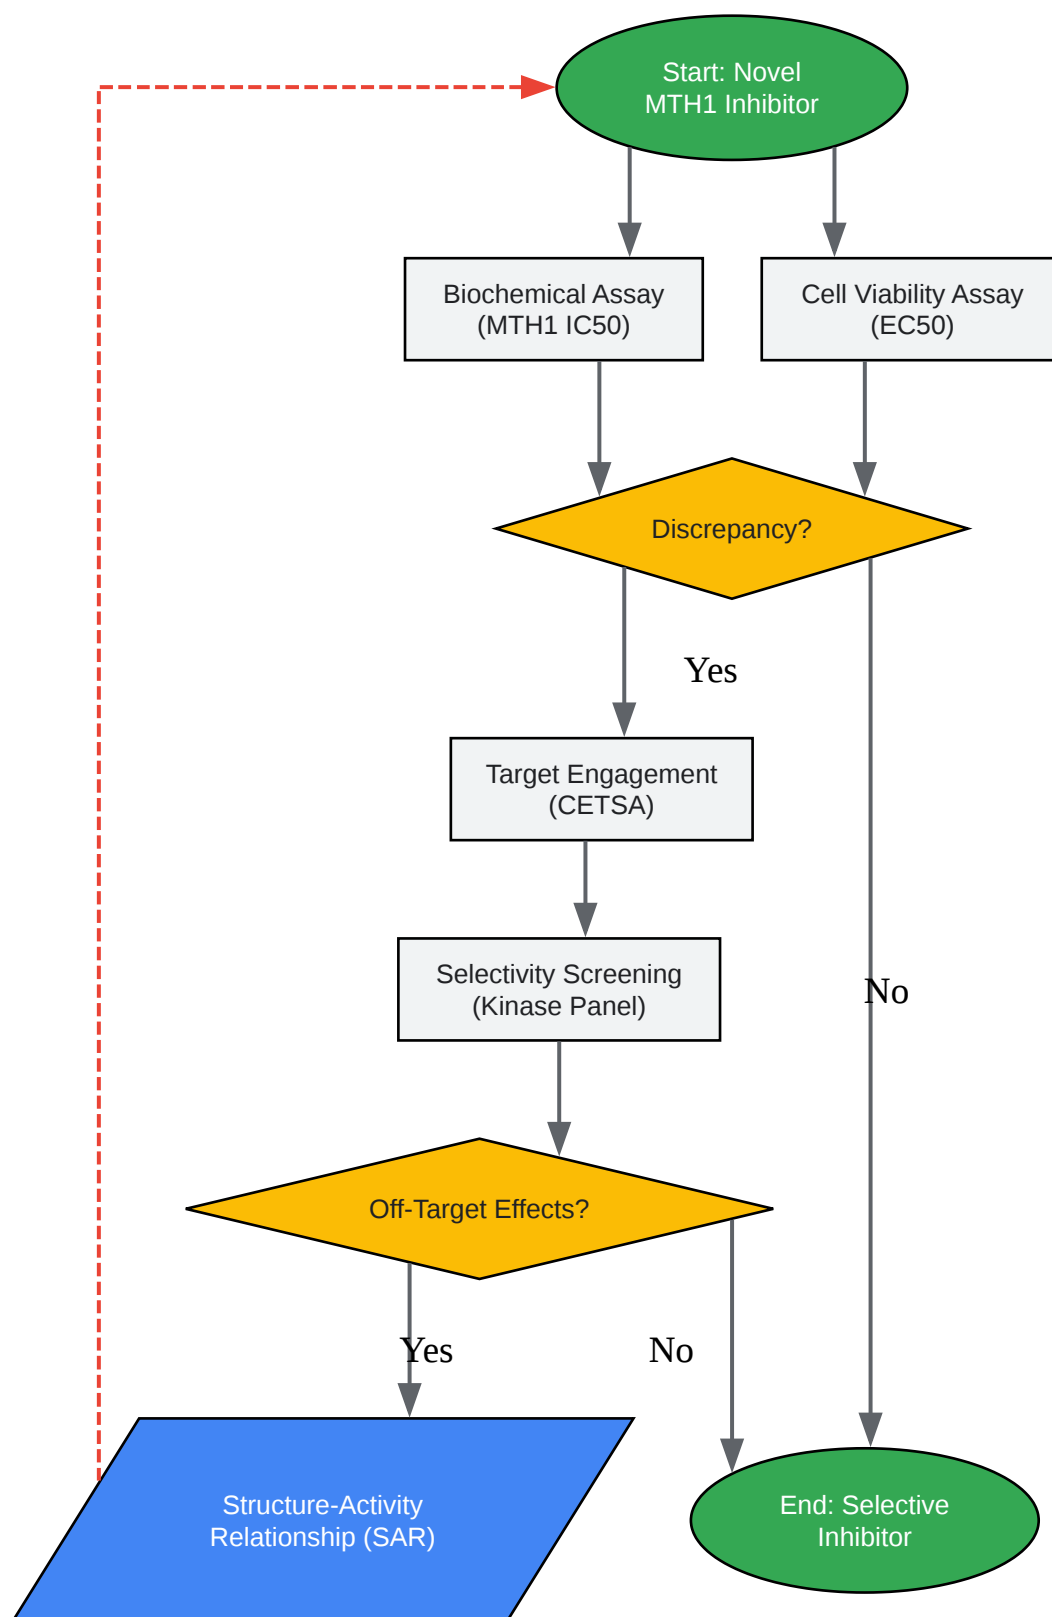 Start: Novel
MTH1 Inhibitor
Biochemical Assay
(MTH1 IC50)
Cell Viability Assay
(EC50)
Discrepancy?
Yes
Target Engagement
(CETSA)
Selectivity Screening
(Kinase Panel)
No
Off-Target Effects?
Yes
No
Structure-Activity
Relationship (SAR)
End: Selective
Inhibitor